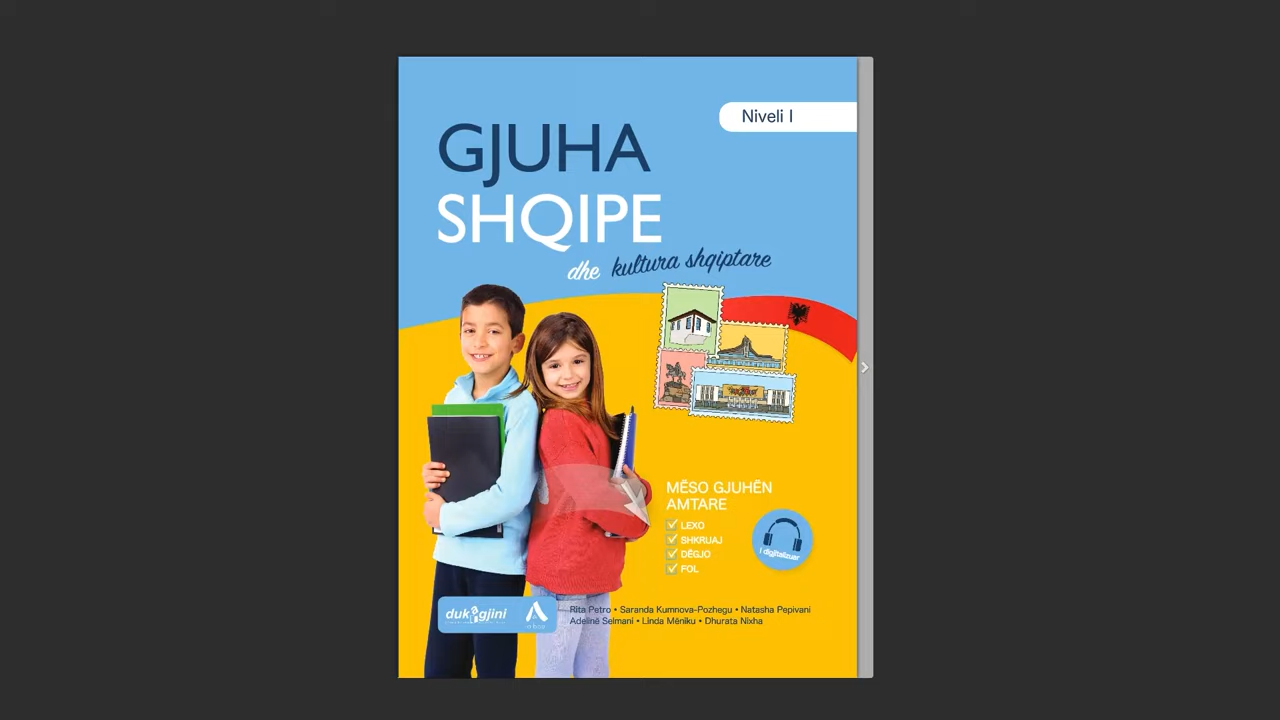 Niveli I
GJUHA
SHQIPE
dhe kultura shqiptare
MËSO GJUHËN
AMTARE
LEXO
SHKRUAJ
DËGJO
FOL
i digjitalizuar
dukagjini
albas
Rita Petro • Saranda Kumnova-Pozhegu • Natasha Pepivani
Adelinë Selmani • Linda Mëniku • Dhurata Nixha